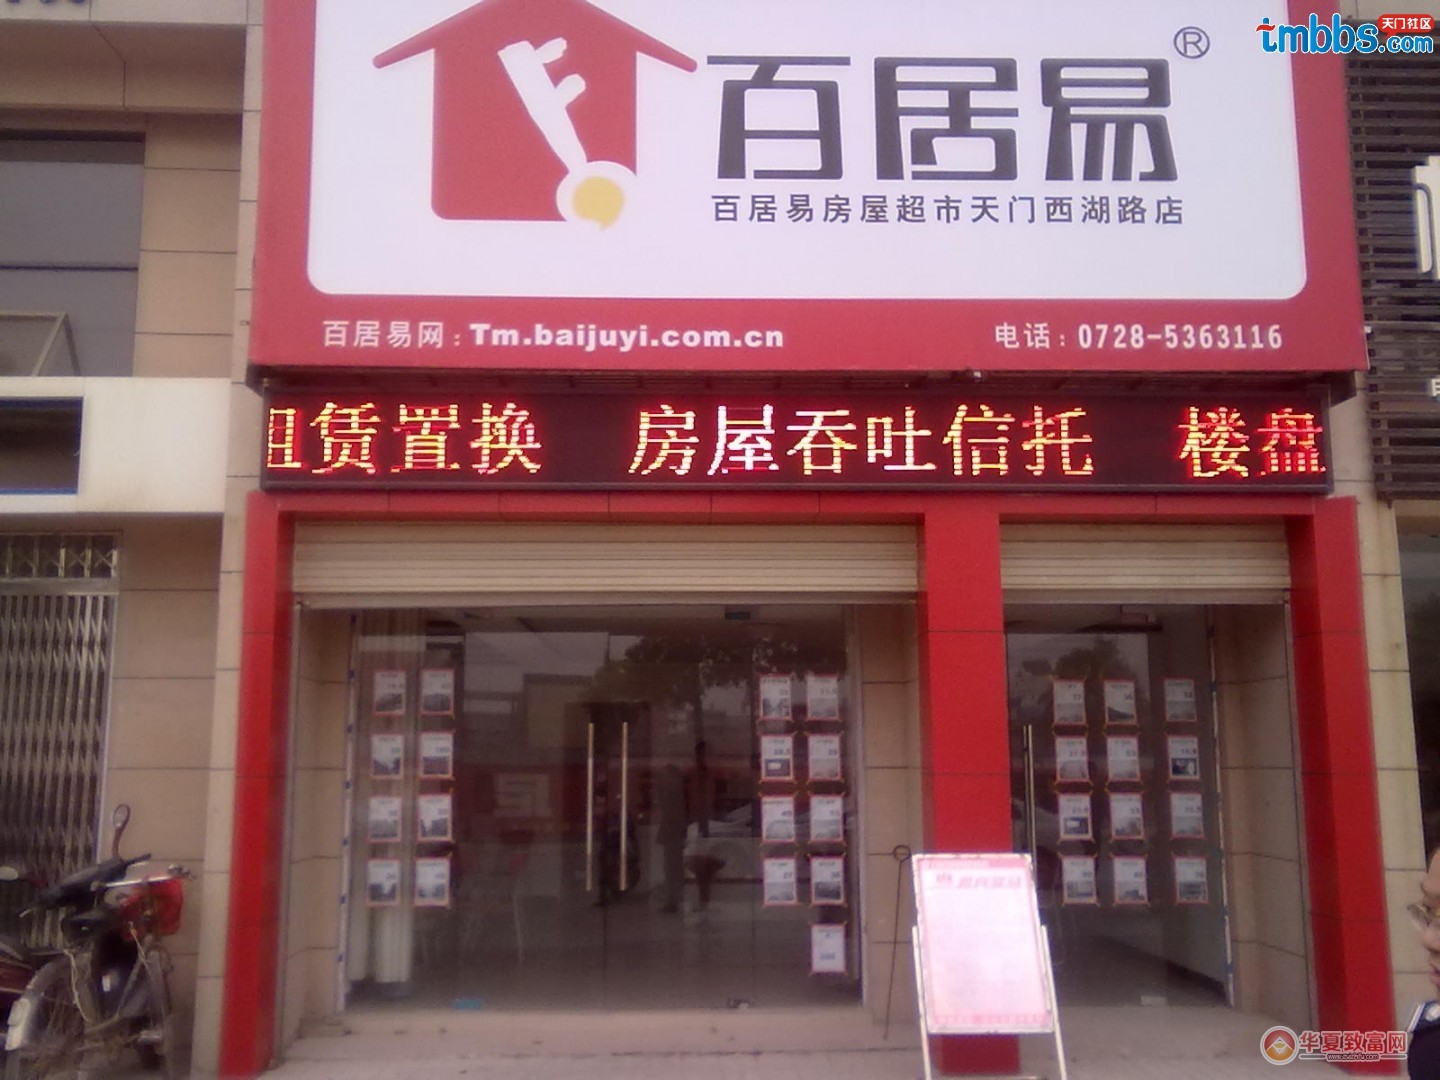 tmbbs.com 天门社区
百居易®
百居易房屋超市天门西湖路店
百居易网：Tm.baijuyi.com.cn 电话：0728-5363116
租赁置换 房屋吞吐信托 楼盘
华夏致富网